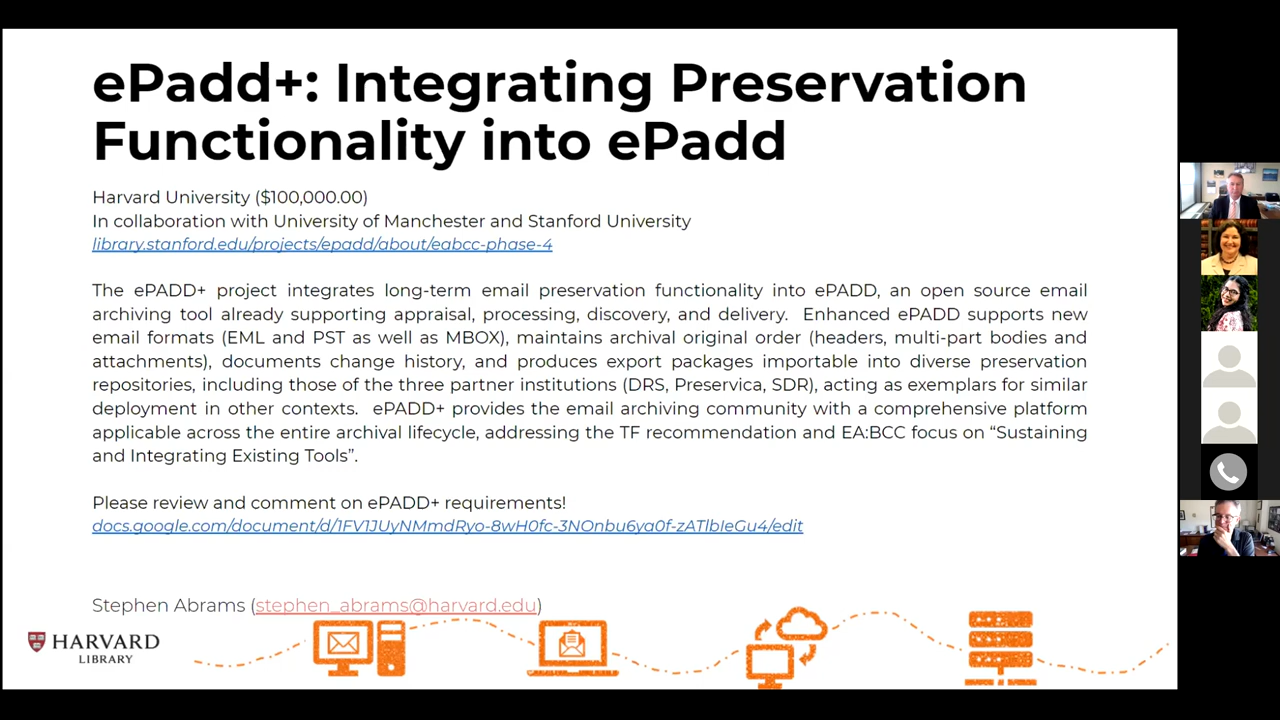 ePadd+: Integrating Preservation
Functionality into ePadd
Harvard University ($100,000.00)
In collaboration with University of Manchester and Stanford University
library.stanford.edu/projects/epadd/about/eabcc-phase-4
The ePADD+ project integrates long-term email preservation functionality into ePADD, an open source email
archiving tool already supporting appraisal, processing, discovery, and delivery. Enhanced ePADD supports new
email formats (EML and PST as well as MBOX), maintains archival original order (headers, multi-part bodies and
attachments), documents change history, and produces export packages importable into diverse preservation
repositories, including those of the three partner institutions (DRS, Preservica, SDR), acting as exemplars for similar
deployment in other contexts. ePADD+ provides the email archiving community with a comprehensive platform
applicable across the entire archival lifecycle, addressing the TF recommendation and EA:BCC focus on “Sustaining
and Integrating Existing Tools”.
Please review and comment on ePADD+ requirements!
docs.google.com/document/d/1FV1JUyNMmdRyo-8wH0fc-3NOnbu6ya0f-zATlbIeGu4/edit
Stephen Abrams (stephen_abrams@harvard.edu)
HARVARD
LIBRARY